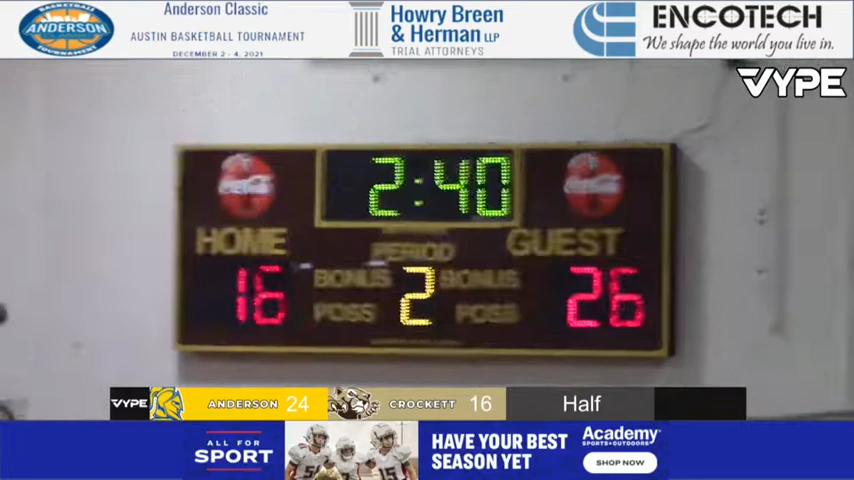 BASKETBALL
ANDERSON
TOURNAMENT
Anderson Classic
AUSTIN BASKETBALL TOURNAMENT
DECEMBER 2 - 4, 2021
Howry Breen
& Herman LLP
TRIAL ATTORNEYS
ENCOTECH
We shape the world you live in.
VYPE
2:40
HOME
PERIOD
GUEST
16
BONUS
2
BONUS
26
POSS
POSS
VYPE
ANDERSON 24
CROCKETT 16
Half
ALL FOR
SPORT
HAVE YOUR BEST
SEASON YET
Academy
SPORTS+OUTDOORS
SHOP NOW